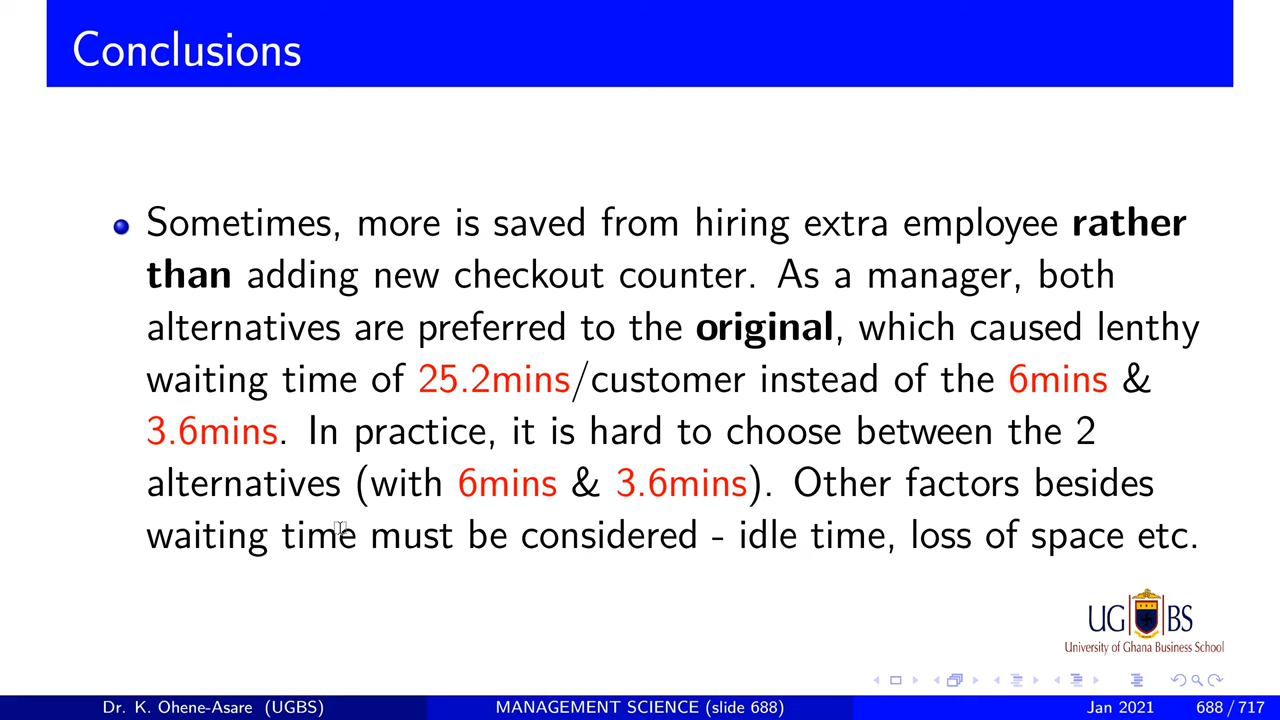 Conclusions
Sometimes, more is saved from hiring extra employee rather
than adding new checkout counter. As a manager, both
alternatives are preferred to the original, which caused lenthy
waiting time of 25.2mins/customer instead of the 6mins &
3.6mins. In practice, it is hard to choose between the 2
alternatives (with 6mins & 3.6mins). Other factors besides
waiting time must be considered - idle time, loss of space etc.
UG BS
University of Ghana Business School
Dr. K. Ohene-Asare (UGBS) MANAGEMENT SCIENCE (slide 688) Jan 2021 688 / 717